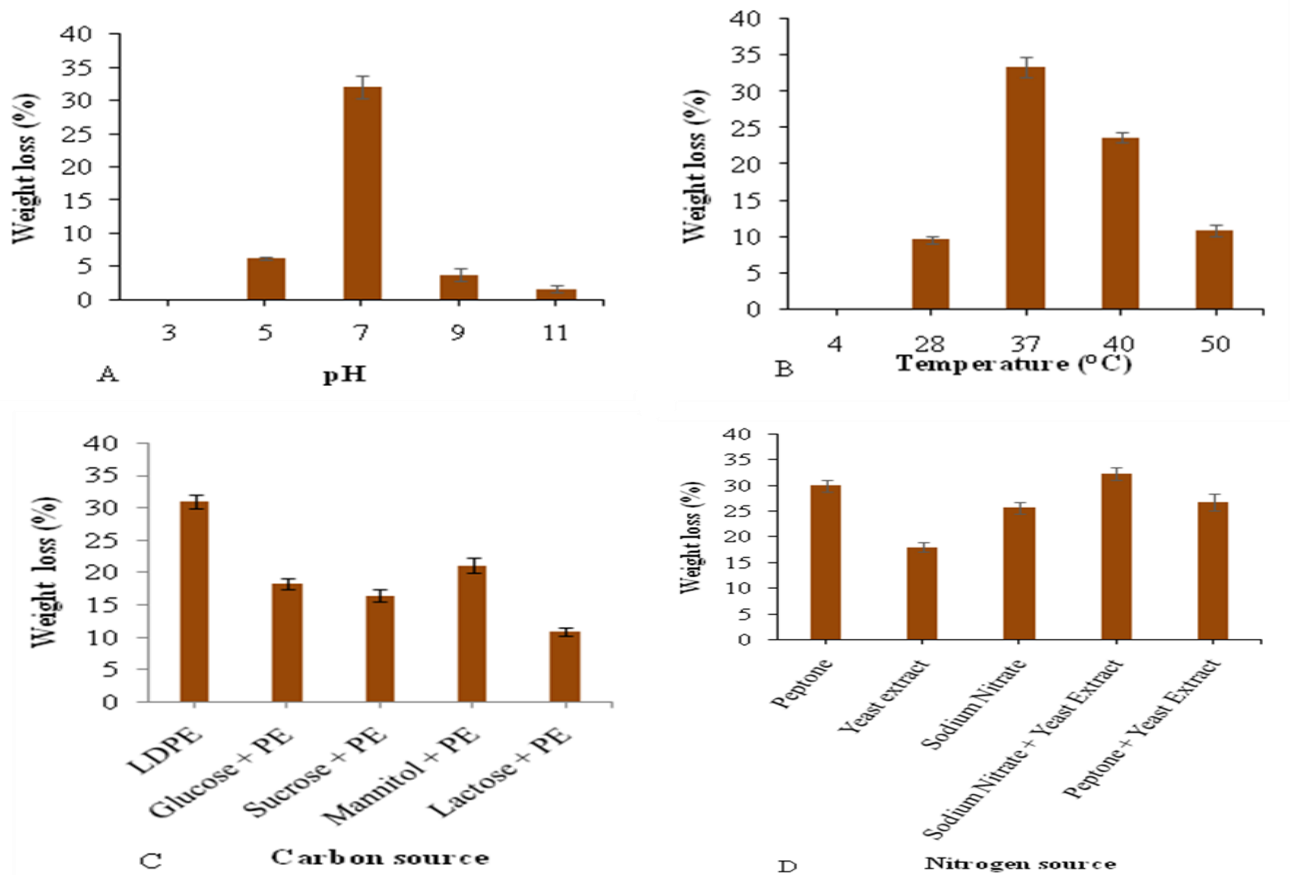 40
35
30
25
20
15
10
5
0
Weight loss (%)
3 5 7 9 11
A pH
40
35
30
25
20
15
10
5
0
Weight loss (%)
4 28 37 40 50
B Temperature (°C)
40
35
30
25
20
15
10
5
0
Weight loss (%)
LDPE
Glucose + PE
Sucrose + PE
Mannitol + PE
Lactose + PE
C Carbon source
40
35
30
25
20
15
10
5
0
Weight loss (%)
Peptone
Yeast extract
Sodium Nitrate
Sodium Nitrate + Yeast Extract
Peptone + Yeast Extract
D Nitrogen source